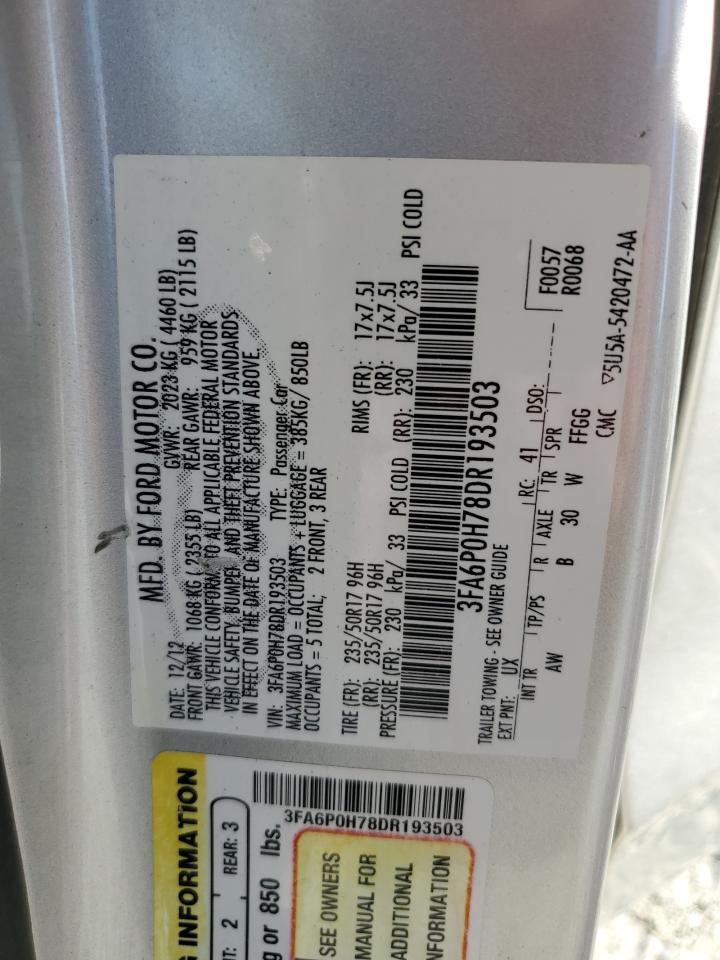 MFD. BY FORD MOTOR CO.
DATE: 12/12 GVWR: 2023 KG ( 4460 LB)
FRONT GAWR: 1068 KG ( 2355 LB) REAR GAWR: 959 KG ( 2115 LB)
THIS VEHICLE CONFORMS TO ALL APPLICABLE FEDERAL MOTOR
VEHICLE SAFETY, BUMPER, AND THEFT PREVENTION STANDARDS
IN EFFECT ON THE DATE OF MANUFACTURE SHOWN ABOVE.
VIN: 3FA6P0H78DR193503 TYPE: Passenger Car
MAXIMUM LOAD = OCCUPANTS + LUGGAGE = 385KG/ 850LB
OCCUPANTS = 5 TOTAL; 2 FRONT, 3 REAR
TIRE (FR): 235/50R17 96H RIMS (FR): 17x7.5J
(RR): 235/50R17 96H (RR): 17x7.5J
PRESSURE (FR): 230 kPa/ 33 PSI COLD (RR): 230 kPa/ 33 PSI COLD
3FA6P0H78DR193503
TRAILER TOWING - SEE OWNER GUIDE
EXT PNT: UX RC: 41 DSO: F0057
R0068
INT TR TP/PS R AXLE TR SPR
AW B 30 W FFGG
CMC ▽5U5A-5420472-AA
G INFORMATION
T: 2 REAR: 3
g or 850 lbs.
3FA6P0H78DR193503
SEE OWNERS
MANUAL FOR
ADDITIONAL
NFORMATION